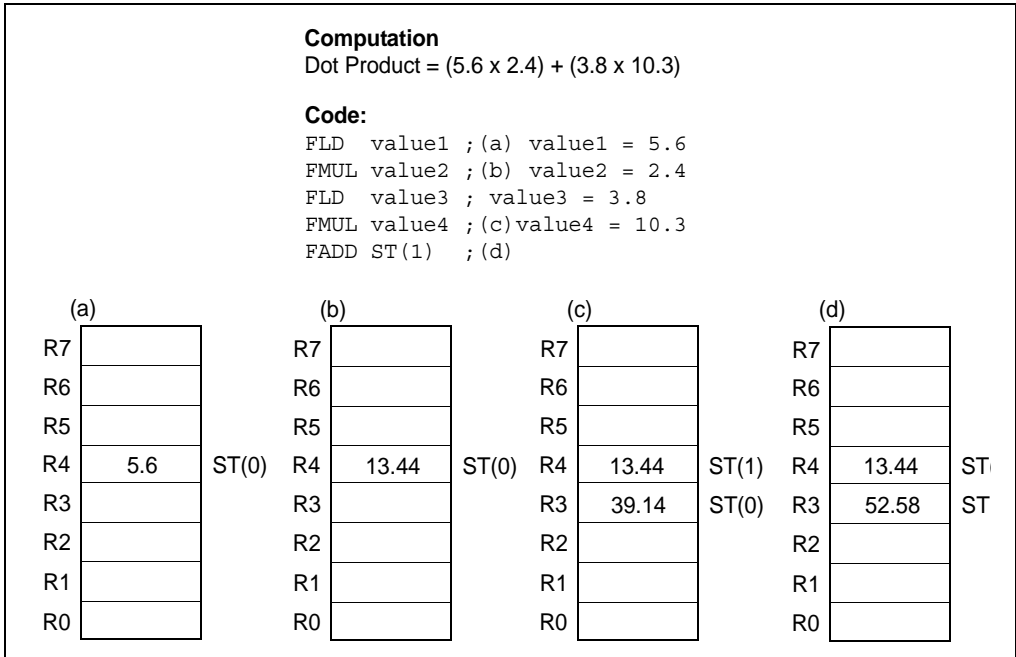 Computation
Dot Product = (5.6 x 2.4) + (3.8 x 10.3)
Code:
FLD value1 ;(a) value1 = 5.6
FMUL value2 ;(b) value2 = 2.4
FLD value3 ; value3 = 3.8
FMUL value4 ;(c)value4 = 10.3
FADD ST(1) ;(d)
(a) (b) (c) (d)
R7 R7 R7 R7
R6 R6 R6 R6
R5 R5 R5 R5
R4 5.6 ST(0) R4 13.44 ST(0) R4 13.44 ST(1) R4 13.44 ST(
R3 R3 R3 39.14 ST(0) R3 52.58 ST
R2 R2 R2 R2
R1 R1 R1 R1
R0 R0 R0 R0